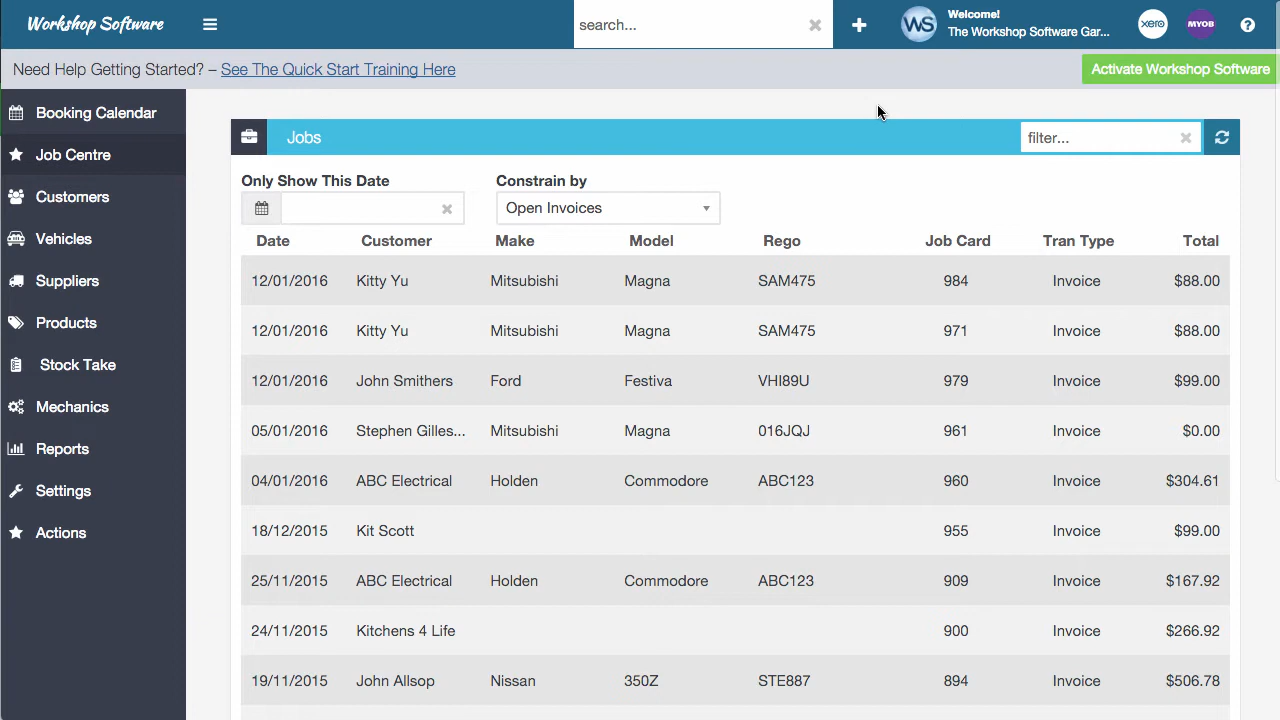 Workshop Software
search...
WS
Welcome!
The Workshop Software Gar...
xero
MYOB
Need Help Getting Started? – See The Quick Start Training Here
Activate Workshop Software
Booking Calendar
Job Centre
Customers
Vehicles
Suppliers
Products
Stock Take
Mechanics
Reports
Settings
Actions
Jobs
filter...
Only Show This Date
Constrain by
Open Invoices
Date Customer Make Model Rego Job Card Tran Type Total
12/01/2016 Kitty Yu Mitsubishi Magna SAM475 984 Invoice $88.00
12/01/2016 Kitty Yu Mitsubishi Magna SAM475 971 Invoice $88.00
12/01/2016 John Smithers Ford Festiva VHI89U 979 Invoice $99.00
05/01/2016 Stephen Gilles... Mitsubishi Magna 016JQJ 961 Invoice $0.00
04/01/2016 ABC Electrical Holden Commodore ABC123 960 Invoice $304.61
18/12/2015 Kit Scott 955 Invoice $99.00
25/11/2015 ABC Electrical Holden Commodore ABC123 909 Invoice $167.92
24/11/2015 Kitchens 4 Life 900 Invoice $266.92
19/11/2015 John Allsop Nissan 350Z STE887 894 Invoice $506.78